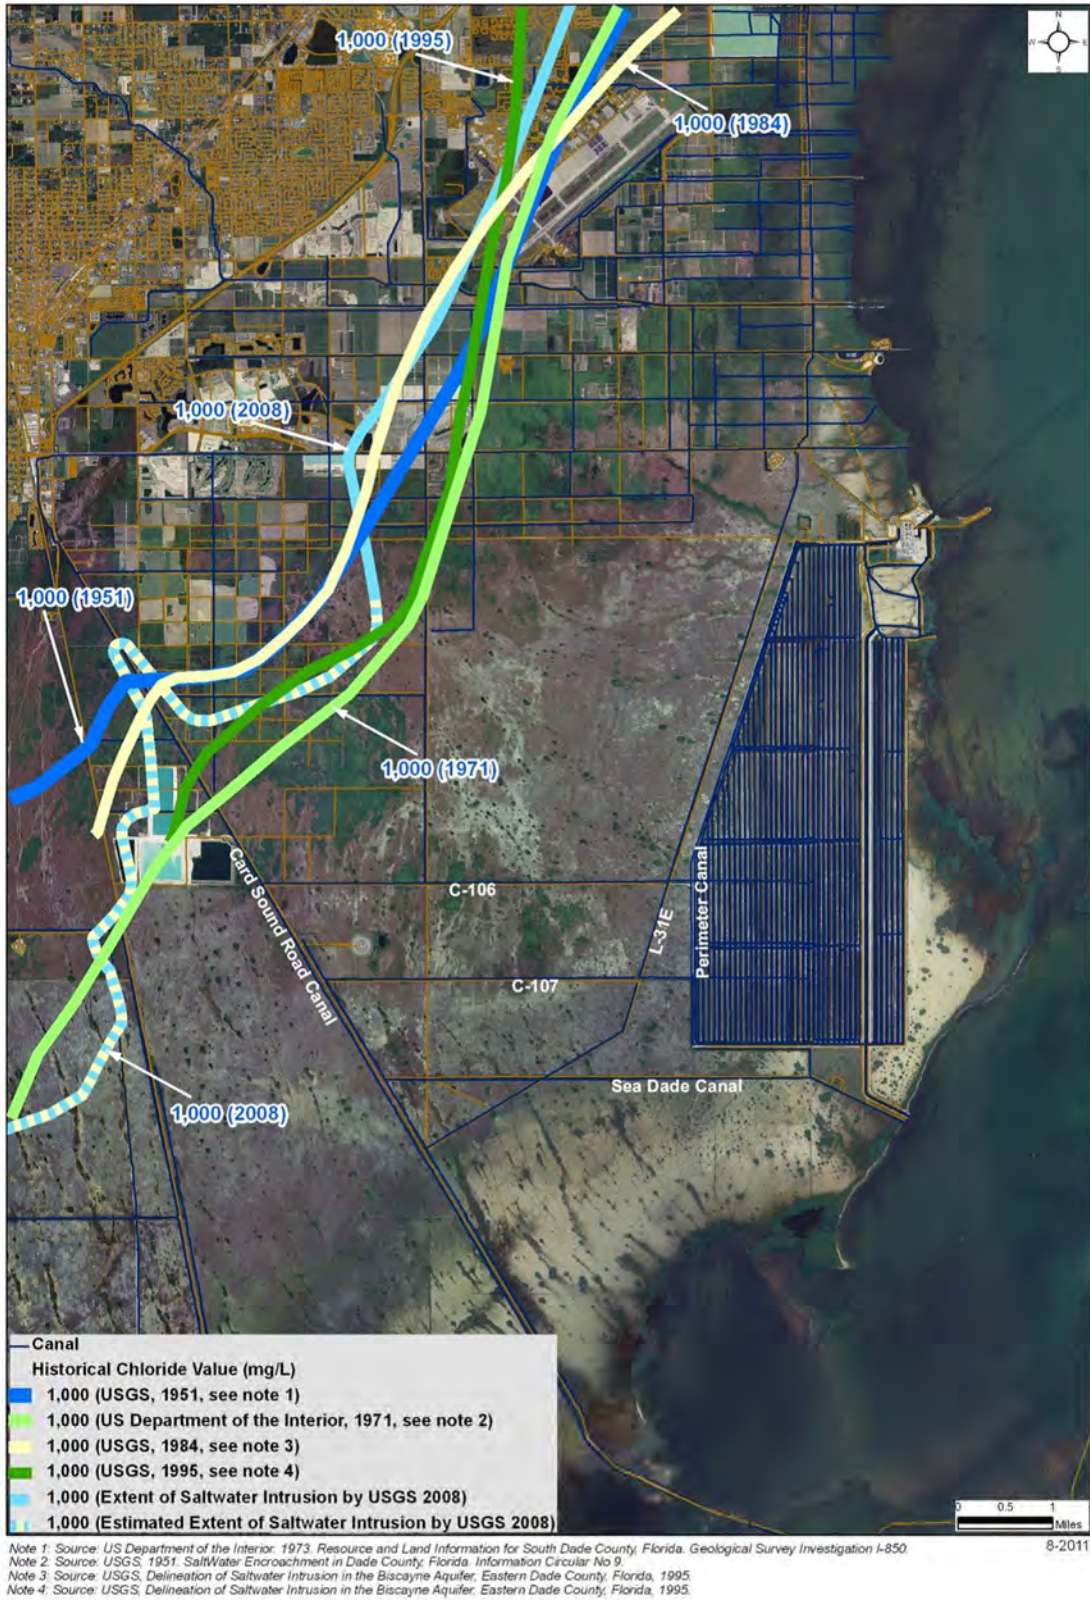 1,000 (1995)
N
W
E
S
1,000 (1984)
1,000 (2008)
1,000 (1951)
1,000 (1971)
Card Sound Road Canal
C-106
L-31E
Perimeter Canal
C-107
Sea Dade Canal
1,000 (2008)
Canal
Historical Chloride Value (mg/L)
1,000 (USGS, 1951, see note 1)
1,000 (US Department of the Interior, 1971, see note 2)
1,000 (USGS, 1984, see note 3)
1,000 (USGS, 1995, see note 4)
1,000 (Extent of Saltwater Intrusion by USGS 2008)
1,000 (Estimated Extent of Saltwater Intrusion by USGS 2008)
0 0.5 1
Miles
8-2011
Note 1: Source: US Department of the Interior. 1973. Resource and Land Information for South Dade County, Florida. Geological Survey Investigation I-850.
Note 2. Source: USGS, 1951. SaltWater Encroachment in Dade County, Florida. Information Circular No 9.
Note 3: Source: USGS, Delineation of Saltwater Intrusion in the Biscayne Aquifer, Eastern Dade County, Florida, 1995.
Note 4: Source: USGS, Delineation of Saltwater Intrusion in the Biscayne Aquifer, Eastern Dade County, Florida, 1995.